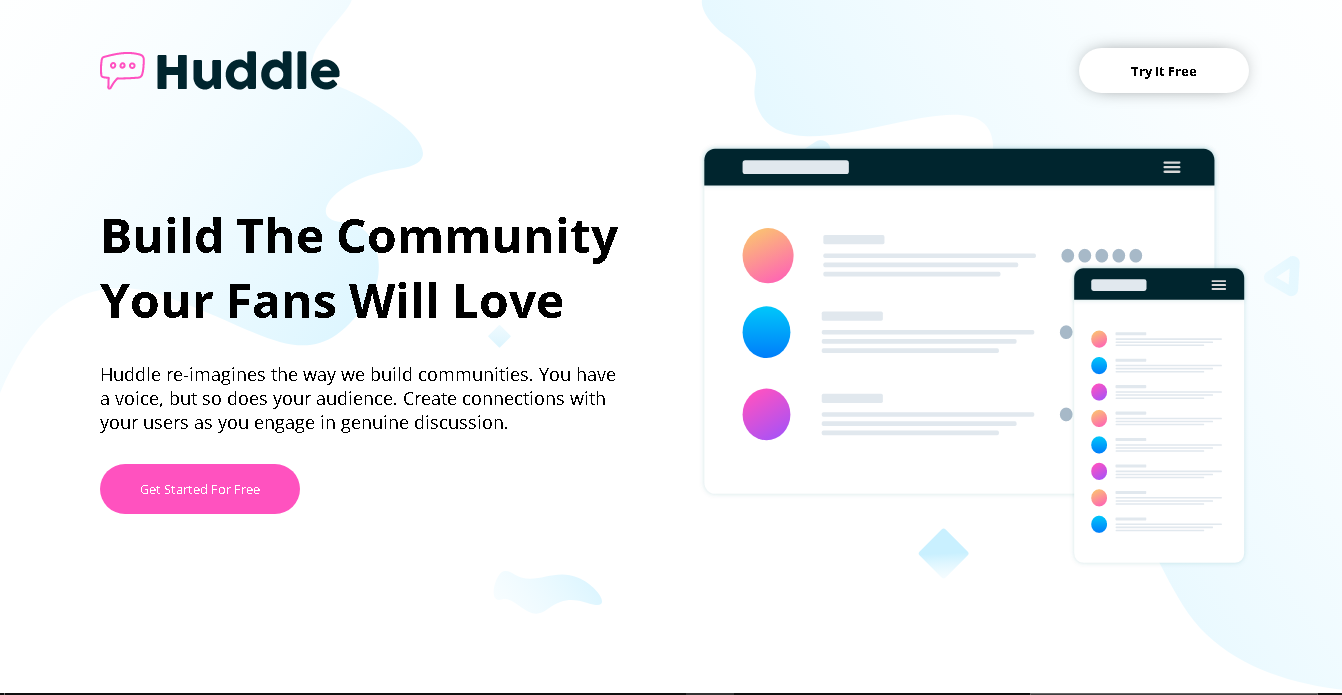 Huddle
Try It Free
Build The Community
Your Fans Will Love
Huddle re-imagines the way we build communities. You have
a voice, but so does your audience. Create connections with
your users as you engage in genuine discussion.
Get Started For Free